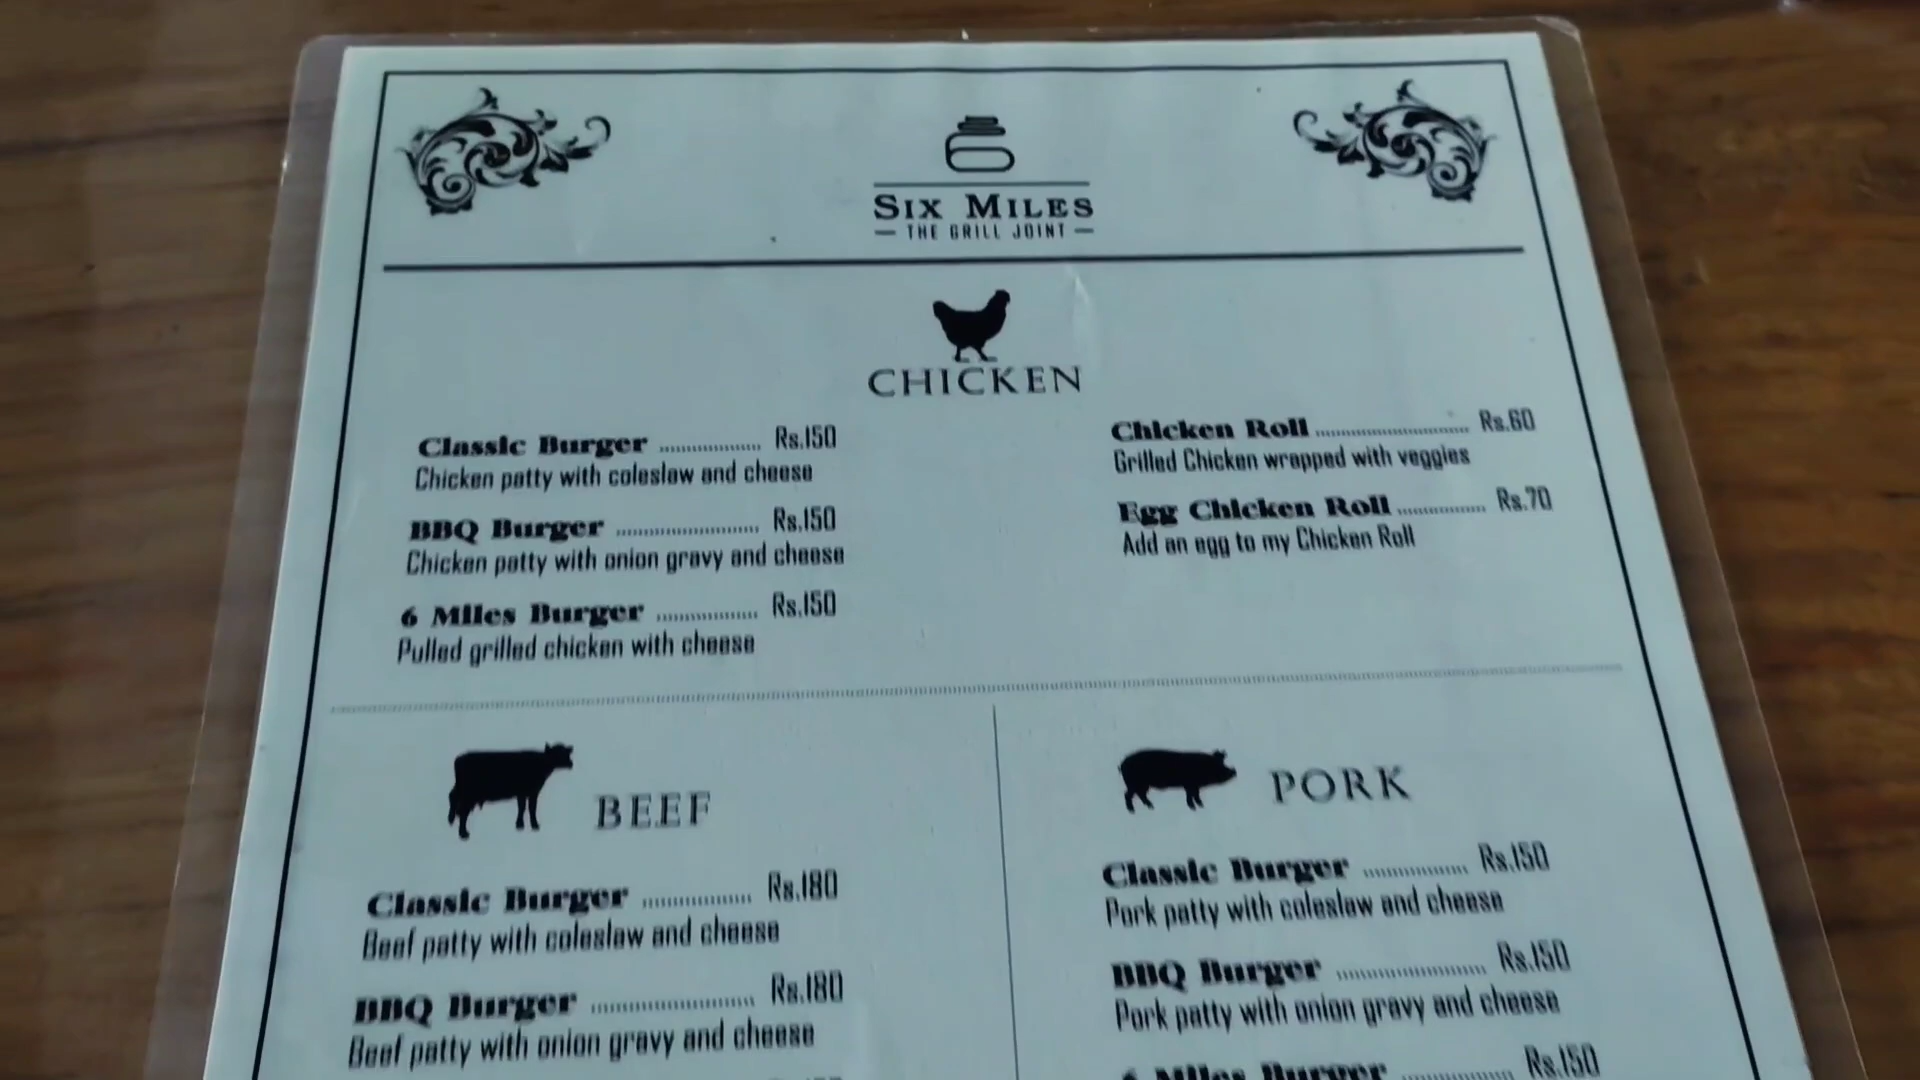 6
SIX MILES
— THE GRILL JOINT —
CHICKEN
Classic Burger .................. Rs.150
Chicken patty with coleslaw and cheese
BBQ Burger ......................... Rs.150
Chicken patty with onion gravy and cheese
6 Miles Burger .................. Rs.150
Pulled grilled chicken with cheese
Chicken Roll ........................... Rs.60
Grilled Chicken wrapped with veggies
Egg Chicken Roll ................ Rs.70
Add an egg to my Chicken Roll
BEEF
Classic Burger .................. Rs.180
Beef patty with coleslaw and cheese
BBQ Burger ......................... Rs.180
Beef patty with onion gravy and cheese
PORK
Classic Burger .................. Rs.150
Pork patty with coleslaw and cheese
BBQ Burger ......................... Rs.150
Pork patty with onion gravy and cheese
6 Miles Burger .................. Rs.150